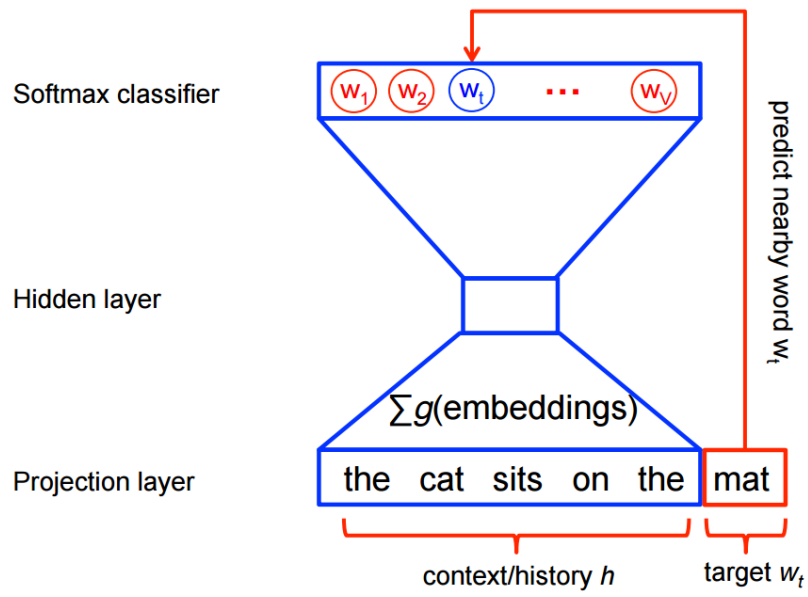 Softmax classifier
w1 w2 wt ... wV
predict nearby word wt
Hidden layer
∑g(embeddings)
Projection layer
the cat sits on the mat
context/history h
target wt